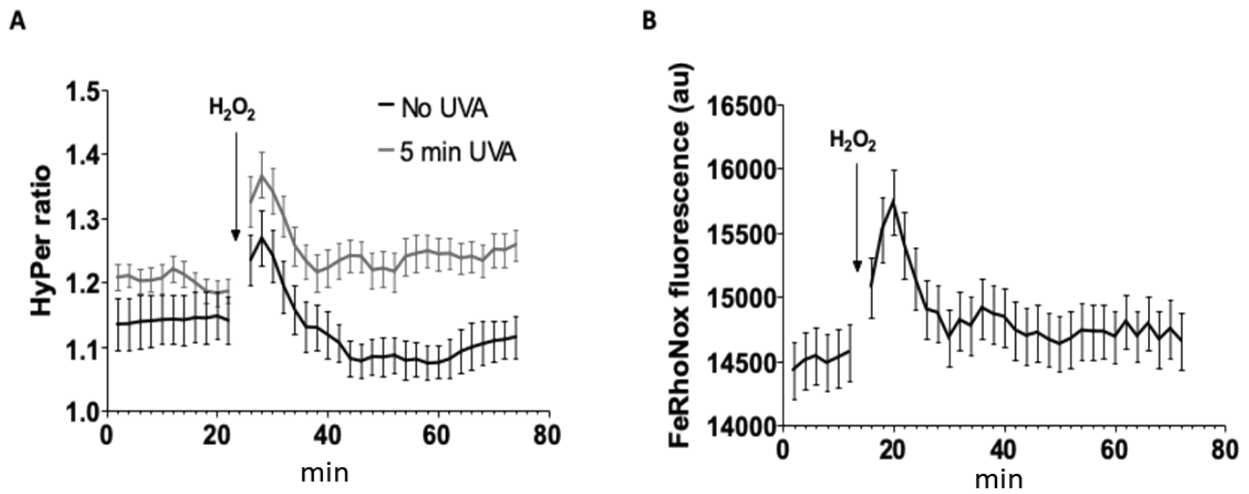 A
HyPer ratio
1.5
1.4
1.3
1.2
1.1
1.0
H₂O₂
No UVA
5 min UVA
0
20
40
60
80
min
B
FeRhoNox fluorescence (au)
16500
16000
15500
15000
14500
14000
H₂O₂
0
20
40
60
80
min